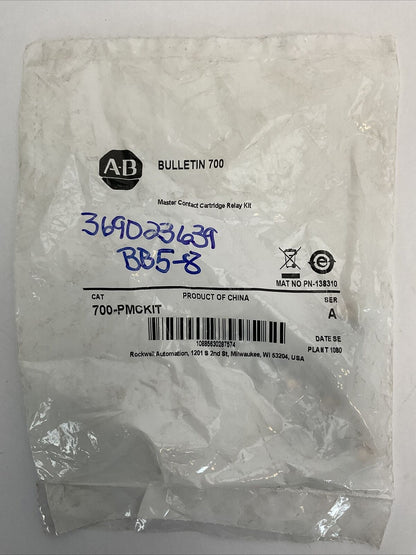 A-B
BULLETIN 700
Master Contact Cartridge Relay Kit
369023639
BB5-8
MAT NO PN-138310
CAT
PRODUCT OF CHINA
SER
700-PMCKIT
A
10885630287574
DATE SE
PLANT 1080
Rockwell Automation, 1201 S 2nd St, Milwaukee, WI 53204, USA